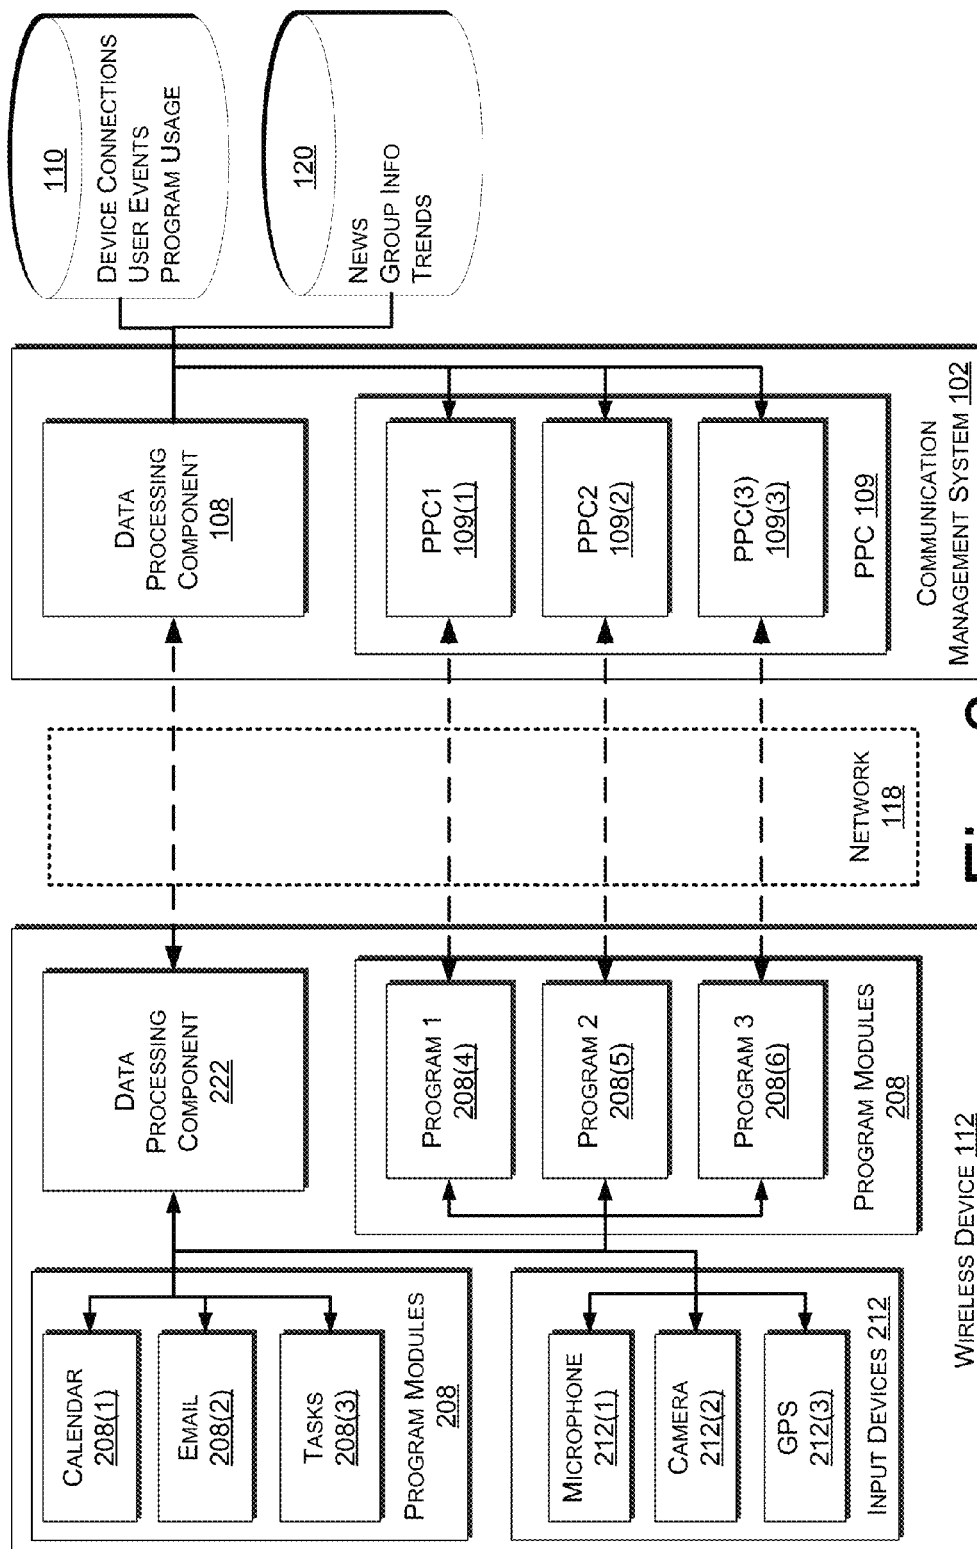 CALENDAR
208(1)
EMAIL
208(2)
TASKS
208(3)
PROGRAM MODULES
208
MICROPHONE
212(1)
CAMERA
212(2)
GPS
212(3)
INPUT DEVICES 212
DATA
PROCESSING
COMPONENT
222
PROGRAM 1
208(4)
PROGRAM 2
208(5)
PROGRAM 3
208(6)
PROGRAM MODULES
208
WIRELESS DEVICE 112
NETWORK
118
DATA
PROCESSING
COMPONENT
108
PPC1
109(1)
PPC2
109(2)
PPC(3)
109(3)
PPC 109
COMMUNICATION
MANAGEMENT SYSTEM 102
110
DEVICE CONNECTIONS
USER EVENTS
PROGRAM USAGE
120
NEWS
GROUP INFO
TRENDS